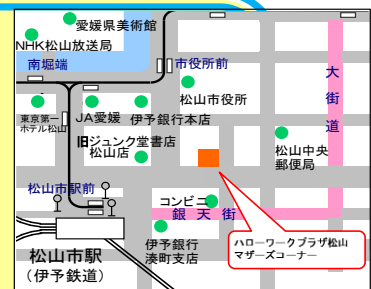 愛媛県美術館
NHK松山放送局
南堀端
市役所前
大街道
松山市役所
東京第一
ホテル松山
JA愛媛
伊予銀行本店
旧ジュンク堂書店
松山店
松山中央
郵便局
松山市駅前
コンビニ
銀天街
伊予銀行
湊町支店
ハローワークプラザ松山
マザーズコーナー
松山市駅
(伊予鉄道)